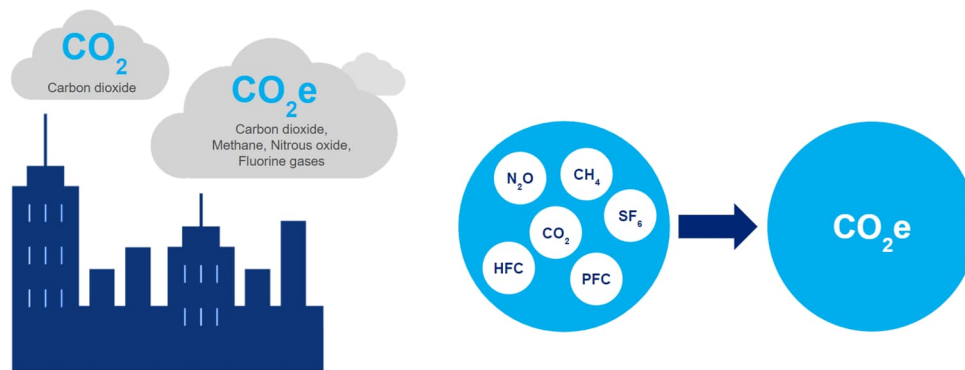 CO₂
Carbon dioxide
CO₂e
Carbon dioxide,
Methane, Nitrous oxide,
Fluorine gases
N₂O
CH₄
SF₆
CO₂
HFC
PFC
CO₂e